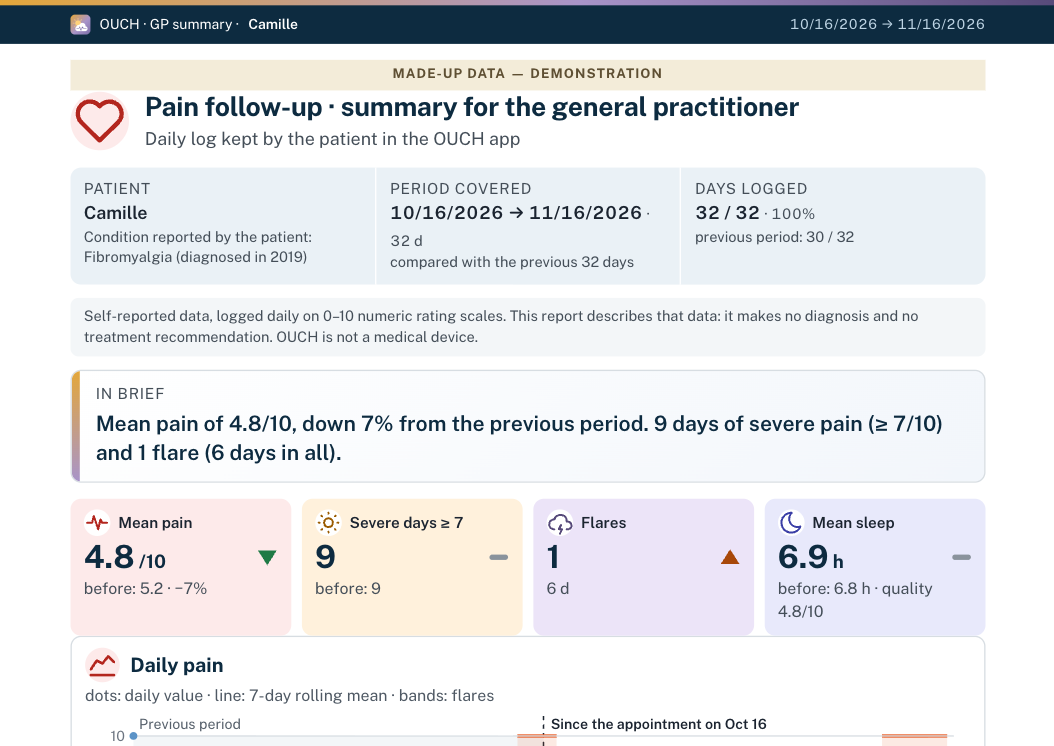 OUCH · GP summary · Camille
10/16/2026 → 11/16/2026
MADE-UP DATA — DEMONSTRATION
Pain follow-up · summary for the general practitioner
Daily log kept by the patient in the OUCH app
PATIENT
Camille
Condition reported by the patient:
Fibromyalgia (diagnosed in 2019)
PERIOD COVERED
10/16/2026 → 11/16/2026 ·
32 d
compared with the previous 32 days
DAYS LOGGED
32 / 32 · 100%
previous period: 30 / 32
Self-reported data, logged daily on 0–10 numeric rating scales. This report describes that data: it makes no diagnosis and no
treatment recommendation. OUCH is not a medical device.
IN BRIEF
Mean pain of 4.8/10, down 7% from the previous period. 9 days of severe pain (≥ 7/10)
and 1 flare (6 days in all).
Mean pain
4.8 /10
before: 5.2 · −7%
Severe days ≥ 7
9
before: 9
Flares
1
6 d
Mean sleep
6.9 h
before: 6.8 h · quality
4.8/10
Daily pain
dots: daily value · line: 7-day rolling mean · bands: flares
Previous period
Since the appointment on Oct 16
10